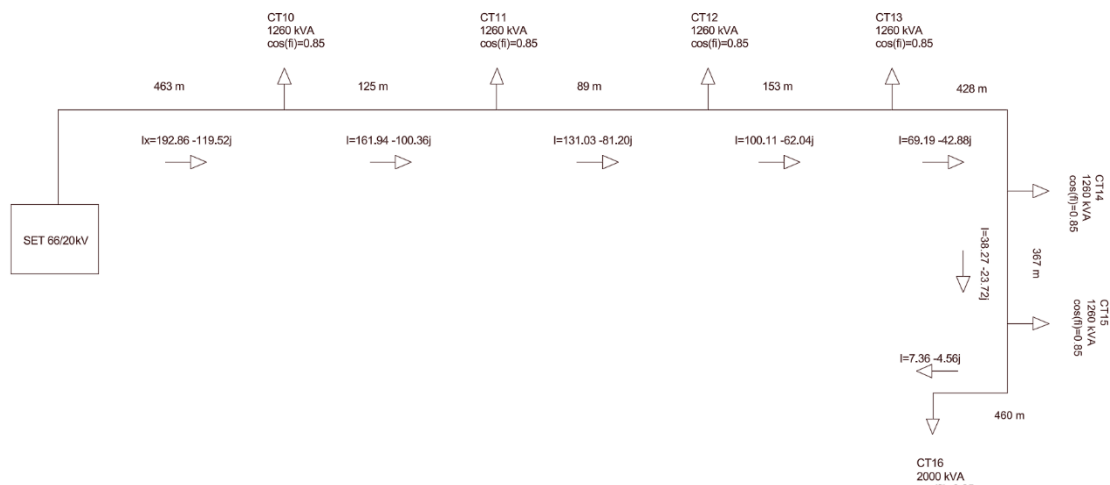 CT10
1260 kVA
cos(fi)=0.85
CT11
1260 kVA
cos(fi)=0.85
CT12
1260 kVA
cos(fi)=0.85
CT13
1260 kVA
cos(fi)=0.85
463 m
125 m
89 m
153 m
428 m
Ix=192.86 -119.52j
I=161.94 -100.36j
I=131.03 -81.20j
I=100.11 -62.04j
I=69.19 -42.88j
CT14
1260 kVA
cos(fi)=0.85
SET 66/20kV
I=38.27 -23.72j
367 m
CT15
1260 kVA
cos(fi)=0.85
I=7.36 -4.56j
460 m
CT16
2000 kVA